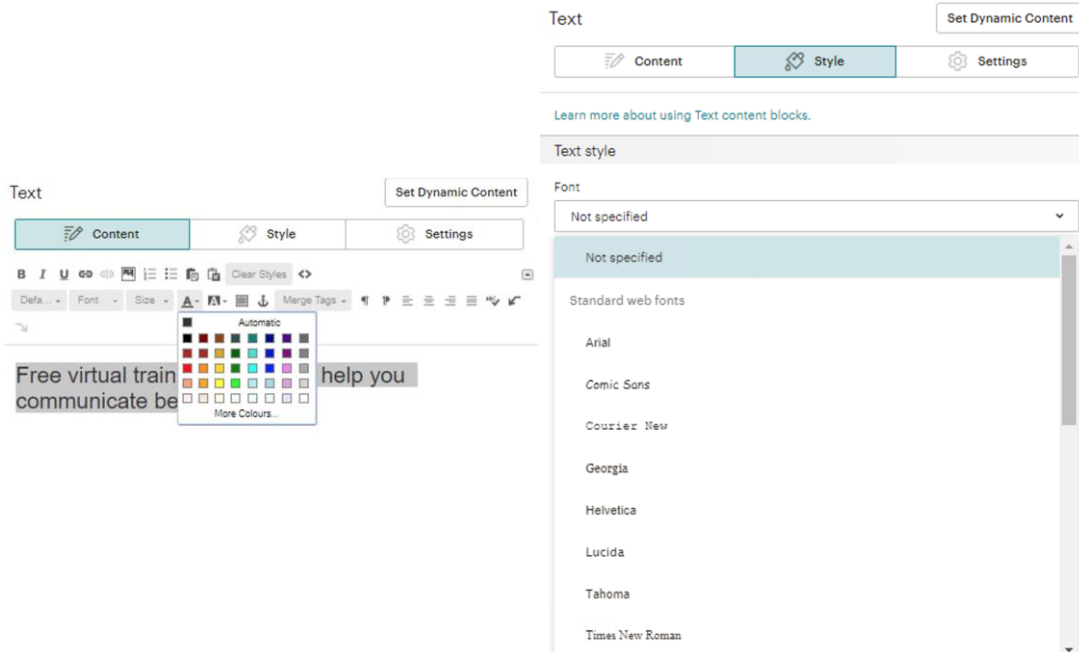 Text
Set Dynamic Content
Content
Style
Settings
B I U
Clear Styles
Defa...
Font
Size
A
A
Merge Tags
Automatic
More Colours...
Free virtual train help you
communicate be
Text
Set Dynamic Content
Content
Style
Settings
Learn more about using Text content blocks.
Text style
Font
Not specified
Not specified
Standard web fonts
Arial
Comic Sans
Courier New
Georgia
Helvetica
Lucida
Tahoma
Times New Roman